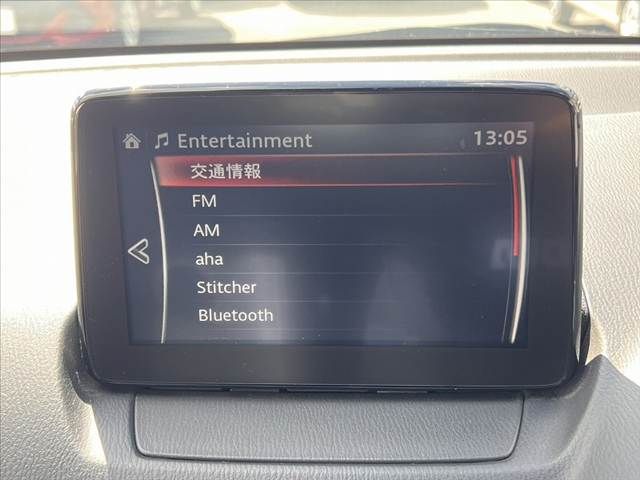 Entertainment 13:05
交通情報
FM
AM
aha
Stitcher
Bluetooth